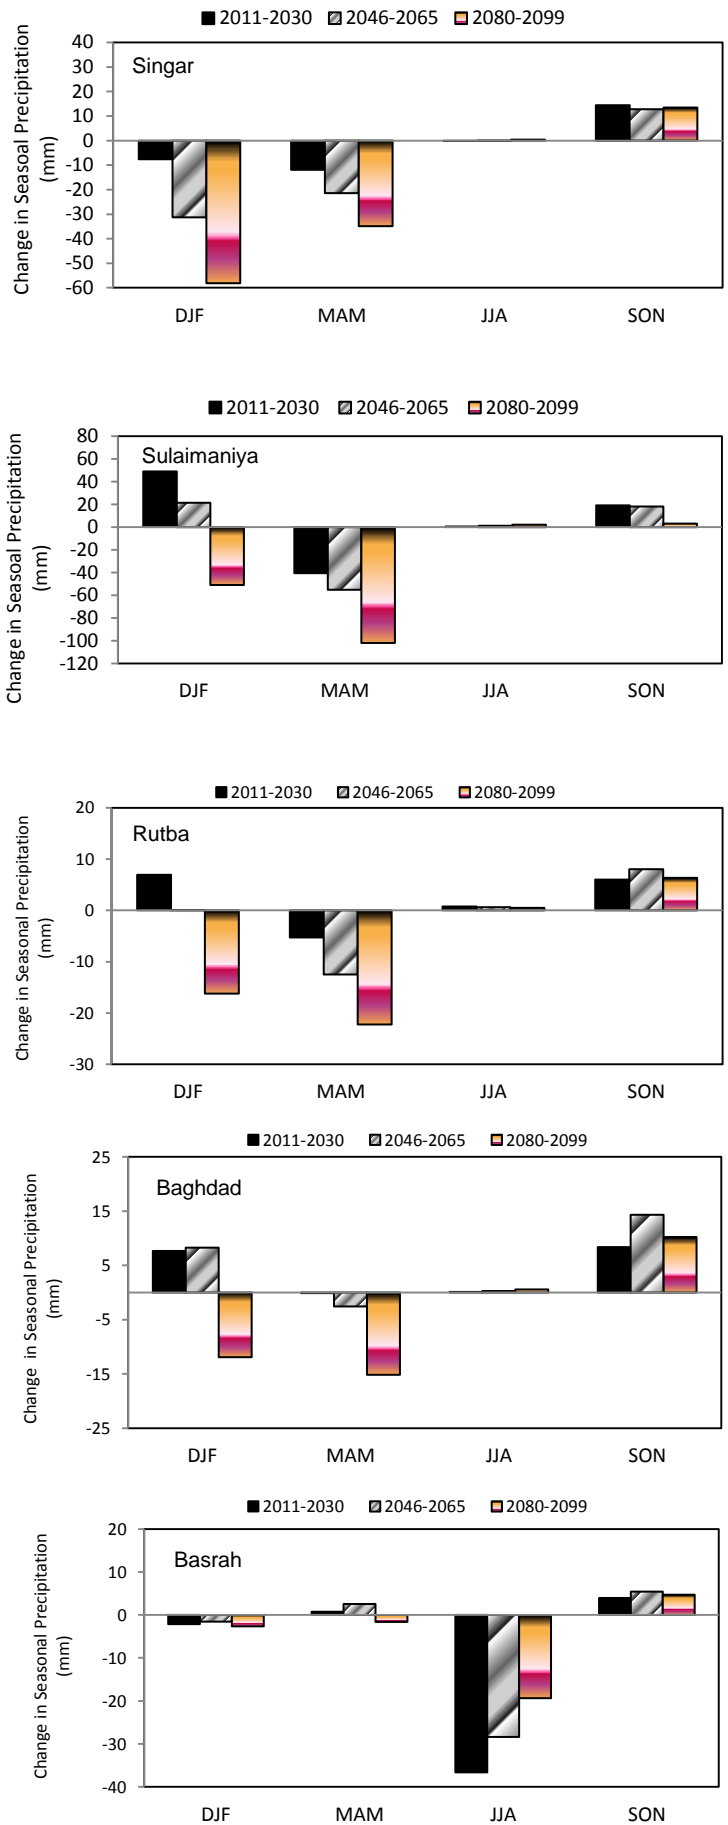 2011-2030 2046-2065 2080-2099
Change in Seasoal Precipitation
(mm)
Singar
40
30
20
10
0
-10
-20
-30
-40
-50
-60
DJF MAM JJA SON
2011-2030 2046-2065 2080-2099
Change in Seasoal Precipitation
(mm)
Sulaimaniya
80
60
40
20
0
-20
-40
-60
-80
-100
-120
DJF MAM JJA SON
2011-2030 2046-2065 2080-2099
Change in Seasonal Precipitation
(mm)
Rutba
20
10
0
-10
-20
-30
DJF MAM JJA SON
2011-2030 2046-2065 2080-2099
Change in Seasonal Precipitation
(mm)
Baghdad
25
15
5
-5
-15
-25
DJF MAM JJA SON
2011-2030 2046-2065 2080-2099
Change in Seasonal Precipitation
(mm)
Basrah
20
10
0
-10
-20
-30
-40
DJF MAM JJA SON